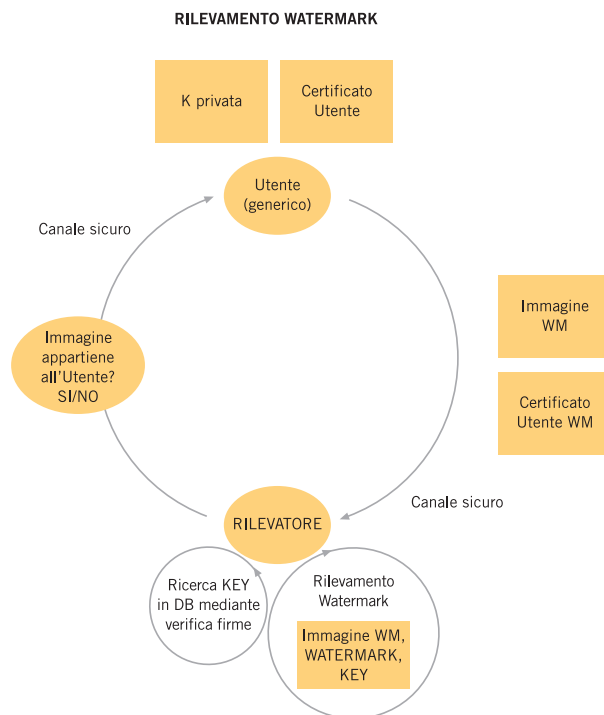 RILEVAMENTO WATERMARK
K privata
Certificato
Utente
Utente
(generico)
Canale sicuro
Immagine
WM
Immagine
appartiene
all'Utente?
SI/NO
Certificato
Utente WM
Canale sicuro
RILEVATORE
Ricerca KEY
in DB mediante
verifica firme
Rilevamento
Watermark
Immagine WM,
WATERMARK,
KEY